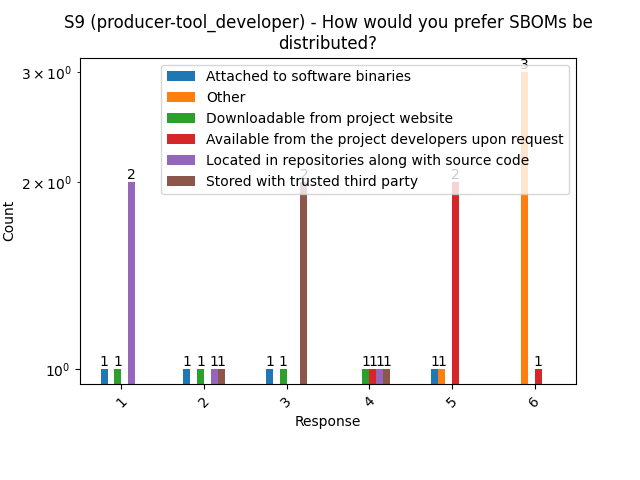 S9 (producer-tool_developer) - How would you prefer SBOMs be
distributed?
3 × 10⁰
2 × 10⁰
10⁰
Count
Attached to software binaries
Other
Downloadable from project website
Available from the project developers upon request
Located in repositories along with source code
Stored with trusted third party
3
2
2
2
1 1
1 1 1 1
1 1
1 1 1 1
1 1
1
1
2
3
4
5
6
Response